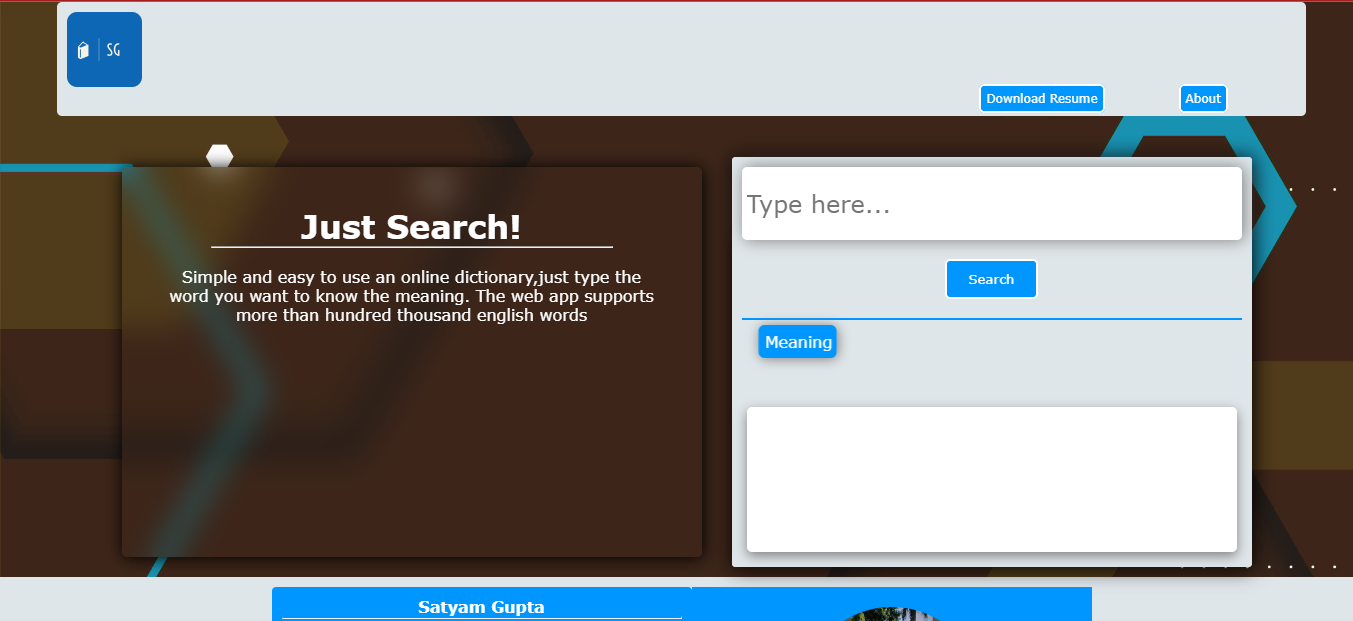 SG
Download Resume
About
Just Search!
Simple and easy to use an online dictionary,just type the
word you want to know the meaning. The web app supports
more than hundred thousand english words
Type here...
Search
Meaning
Satyam Gupta